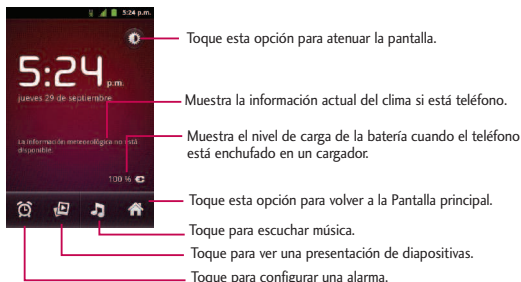 5:24 p.m.
Toque esta opción para atenuar la pantalla.
5:24 p.m.
jueves 29 de septiembre
Muestra la información actual del clima si está teléfono.
La información meteorológica no está
disponible.
Muestra el nivel de carga de la batería cuando el teléfono
está enchufado en un cargador.
100 %
Toque esta opción para volver a la Pantalla principal.
Toque para escuchar música.
Toque para ver una presentación de diapositivas.
Toque para configurar una alarma.